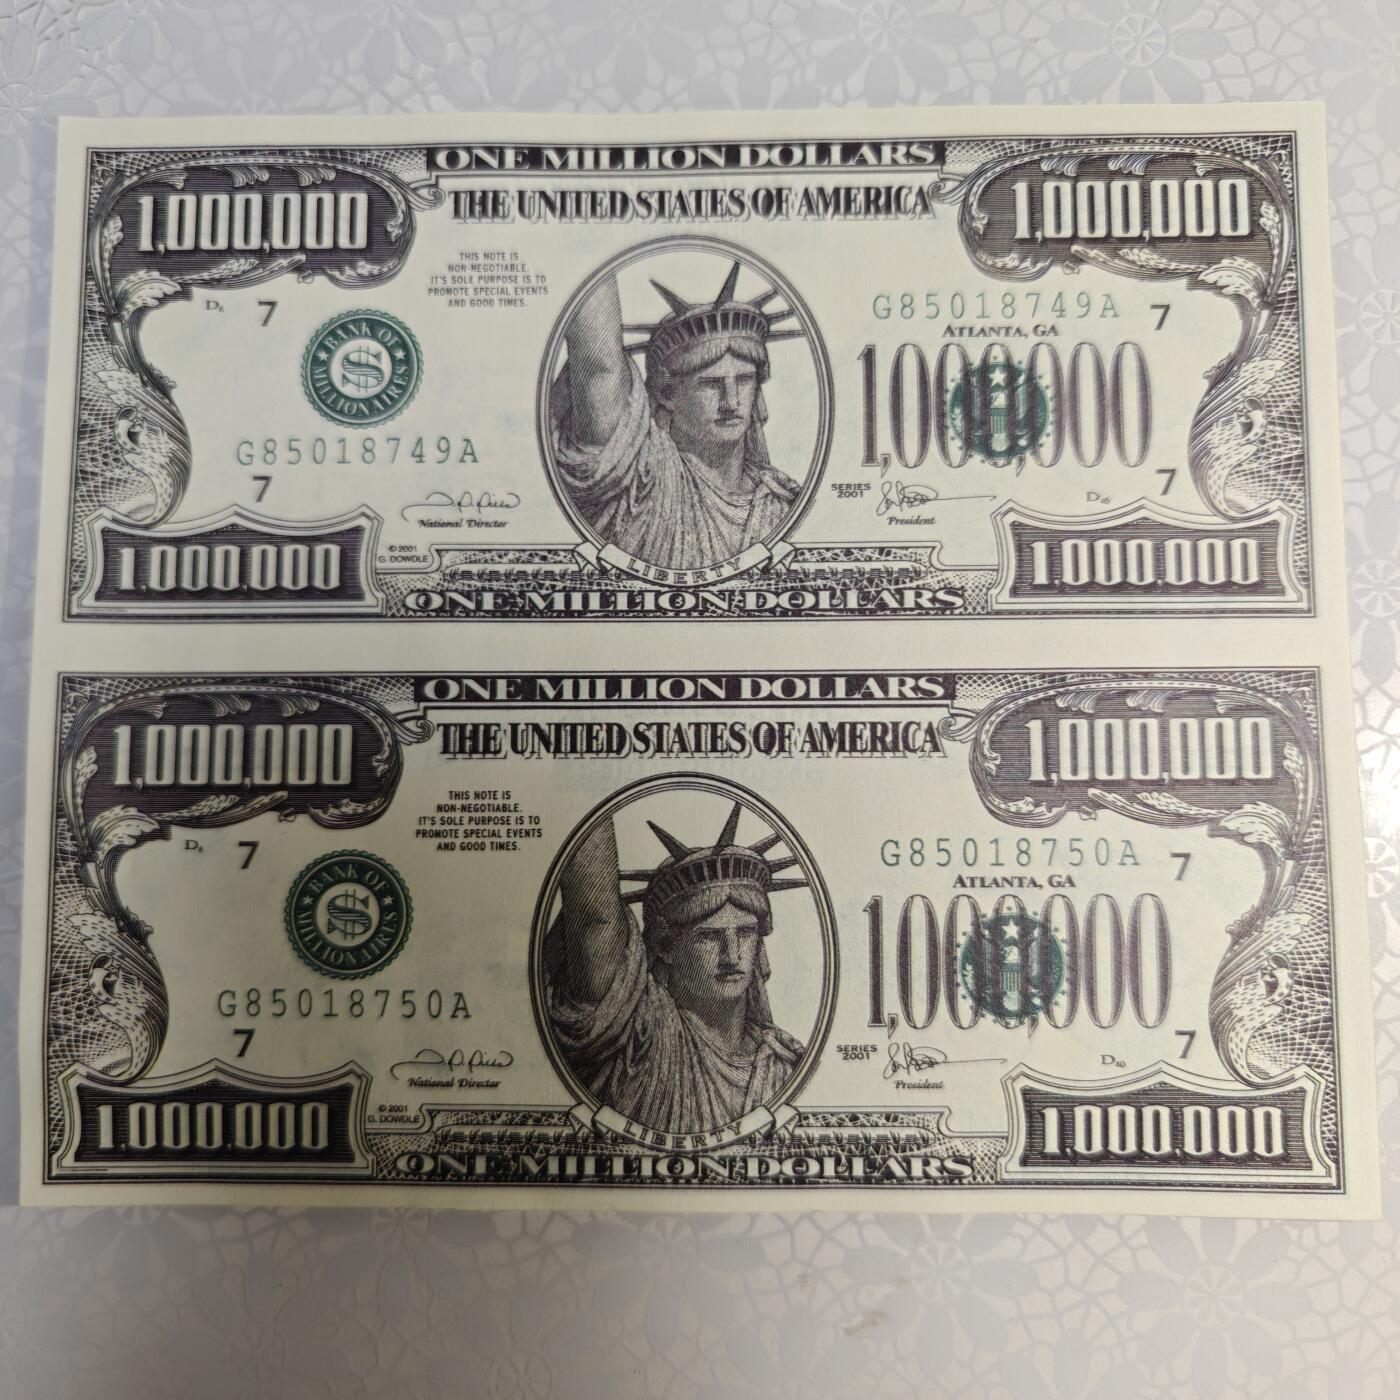 ONE MILLION DOLLARS
THE UNITED STATES OF AMERICA
1,000,000
1,000,000
THIS NOTE IS
NON-NEGOTIABLE.
IT'S SOLE PURPOSE IS TO
PROMOTE SPECIAL EVENTS
AND GOOD TIMES.
D6
7
G85018749A
7
ATLANTA, GA
BANK OF
MILLIONAIRES
1,000,000
G85018749A
7
7
SERIES
2001
National Director
President
© 2001
G. DOWDLE
LIBERTY
1,000,000
1,000,000
ONE MILLION DOLLARS
ONE MILLION DOLLARS
THE UNITED STATES OF AMERICA
1,000,000
1,000,000
THIS NOTE IS
NON-NEGOTIABLE.
IT'S SOLE PURPOSE IS TO
PROMOTE SPECIAL EVENTS
AND GOOD TIMES.
D6
7
G85018750A
7
ATLANTA, GA
BANK OF
MILLIONAIRES
1,000,000
G85018750A
7
7
SERIES
2001
National Director
President
© 2001
G. DOWDLE
LIBERTY
1,000,000
1,000,000
ONE MILLION DOLLARS